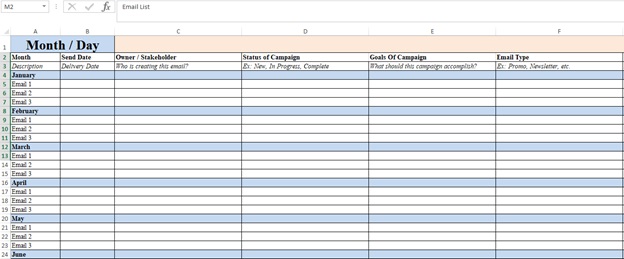 M2 fx Email List
A B C D E F
1 Month / Day
2 Month Send Date Owner / Stakeholder Status of Campaign Goals Of Campaign Email Type
3 Description Delivery Date Who is creating this email? Ex: New, In Progress, Complete What should this campaign accomplish? Ex: Promo, Newsletter, etc.
4 January
5 Email 1
6 Email 2
7 Email 3
8 February
9 Email 1
10 Email 2
11 Email 3
12 March
13 Email 1
14 Email 2
15 Email 3
16 April
17 Email 1
18 Email 2
19 Email 3
20 May
21 Email 1
22 Email 2
23 Email 3
24 June